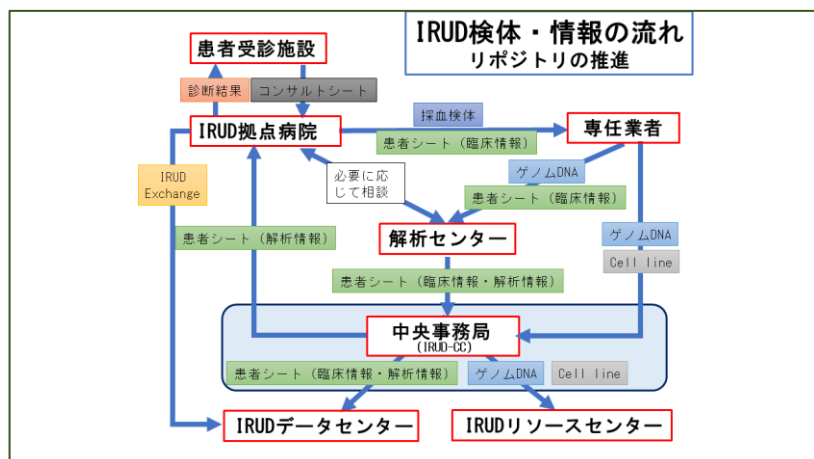 IRUD検体・情報の流れ
リポジトリの推進
患者受診施設
診断結果
コンサルトシート
IRUD拠点病院
採血検体
患者シート(臨床情報)
専任業者
IRUD
Exchange
必要に応
じて相談
ゲノムDNA
患者シート(臨床情報)
患者シート(解析情報)
解析センター
ゲノムDNA
Cell line
患者シート(臨床情報・解析情報)
中央事務局
(IRUD-CC)
患者シート(臨床情報・解析情報)
ゲノムDNA
Cell line
IRUDデータセンター
IRUDリソースセンター